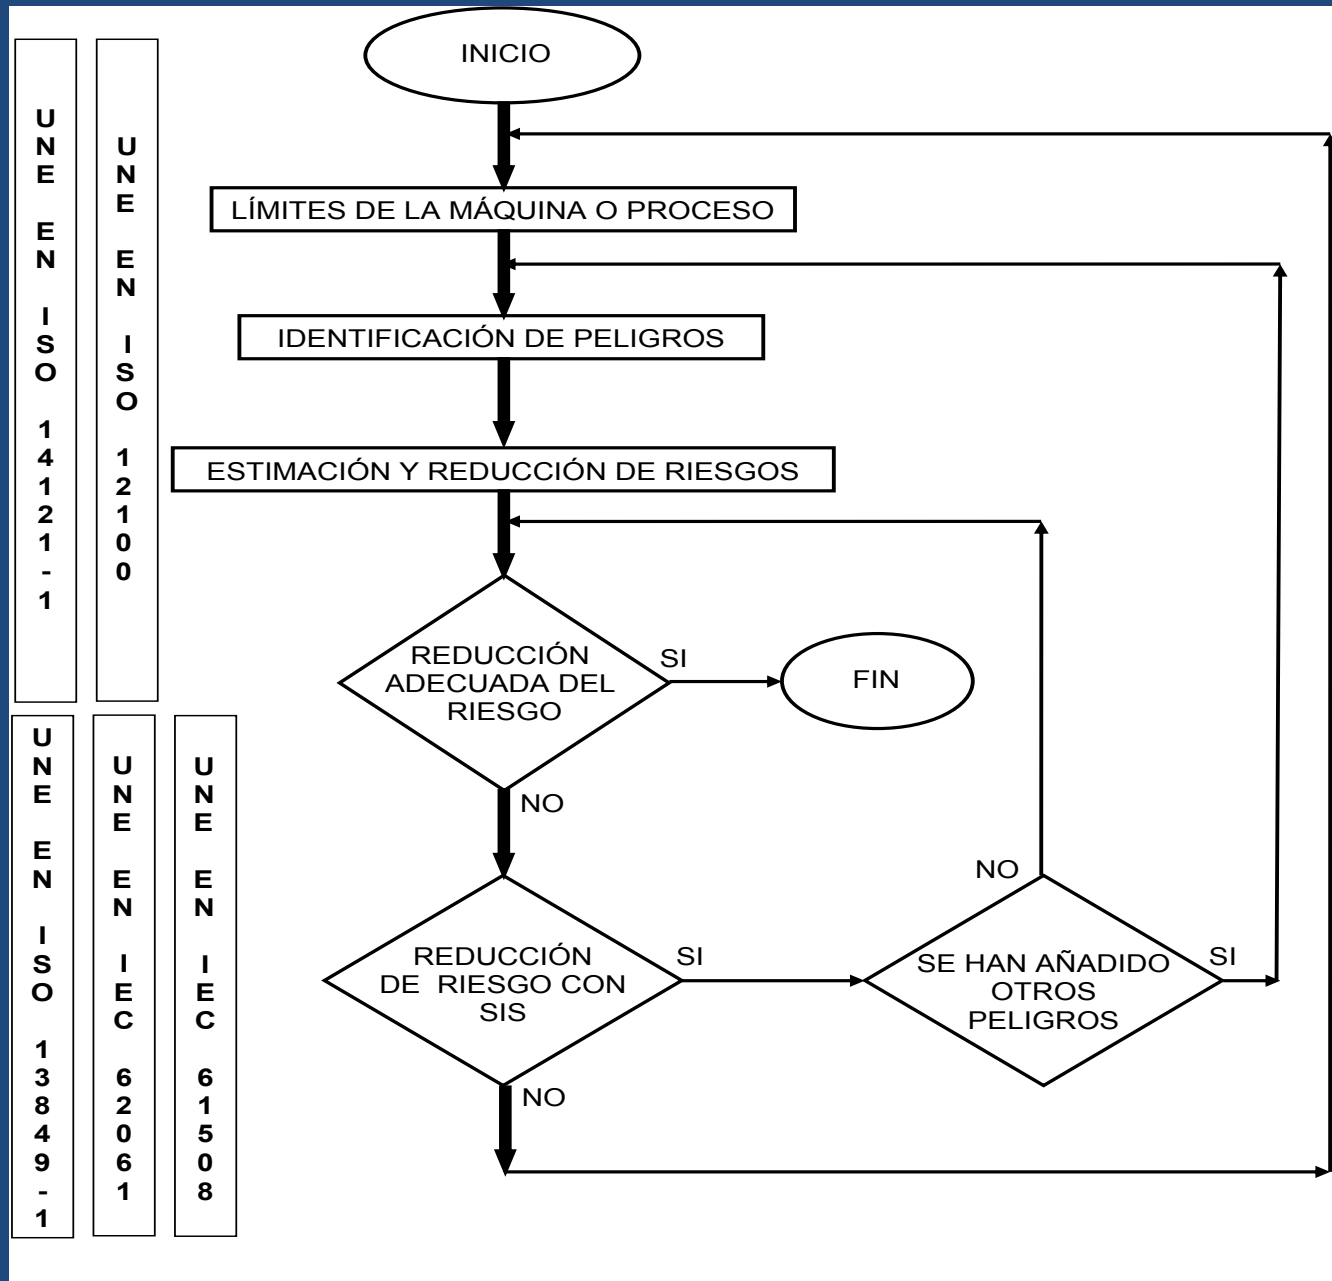 INICIO
LÍMITES DE LA MÁQUINA O PROCESO
IDENTIFICACIÓN DE PELIGROS
ESTIMACIÓN Y REDUCCIÓN DE RIESGOS
REDUCCIÓN
ADECUADA DEL
RIESGO
SI
FIN
NO
REDUCCIÓN
DE RIESGO CON
SIS
SI
NO
SE HAN AÑADIDO
OTROS
PELIGROS
SI
NO
UNE EN ISO 14121-1
UNE EN ISO 12100
UNE EN ISO 13849-1
UNE EN IEC 62061
UNE EN IEC 61508